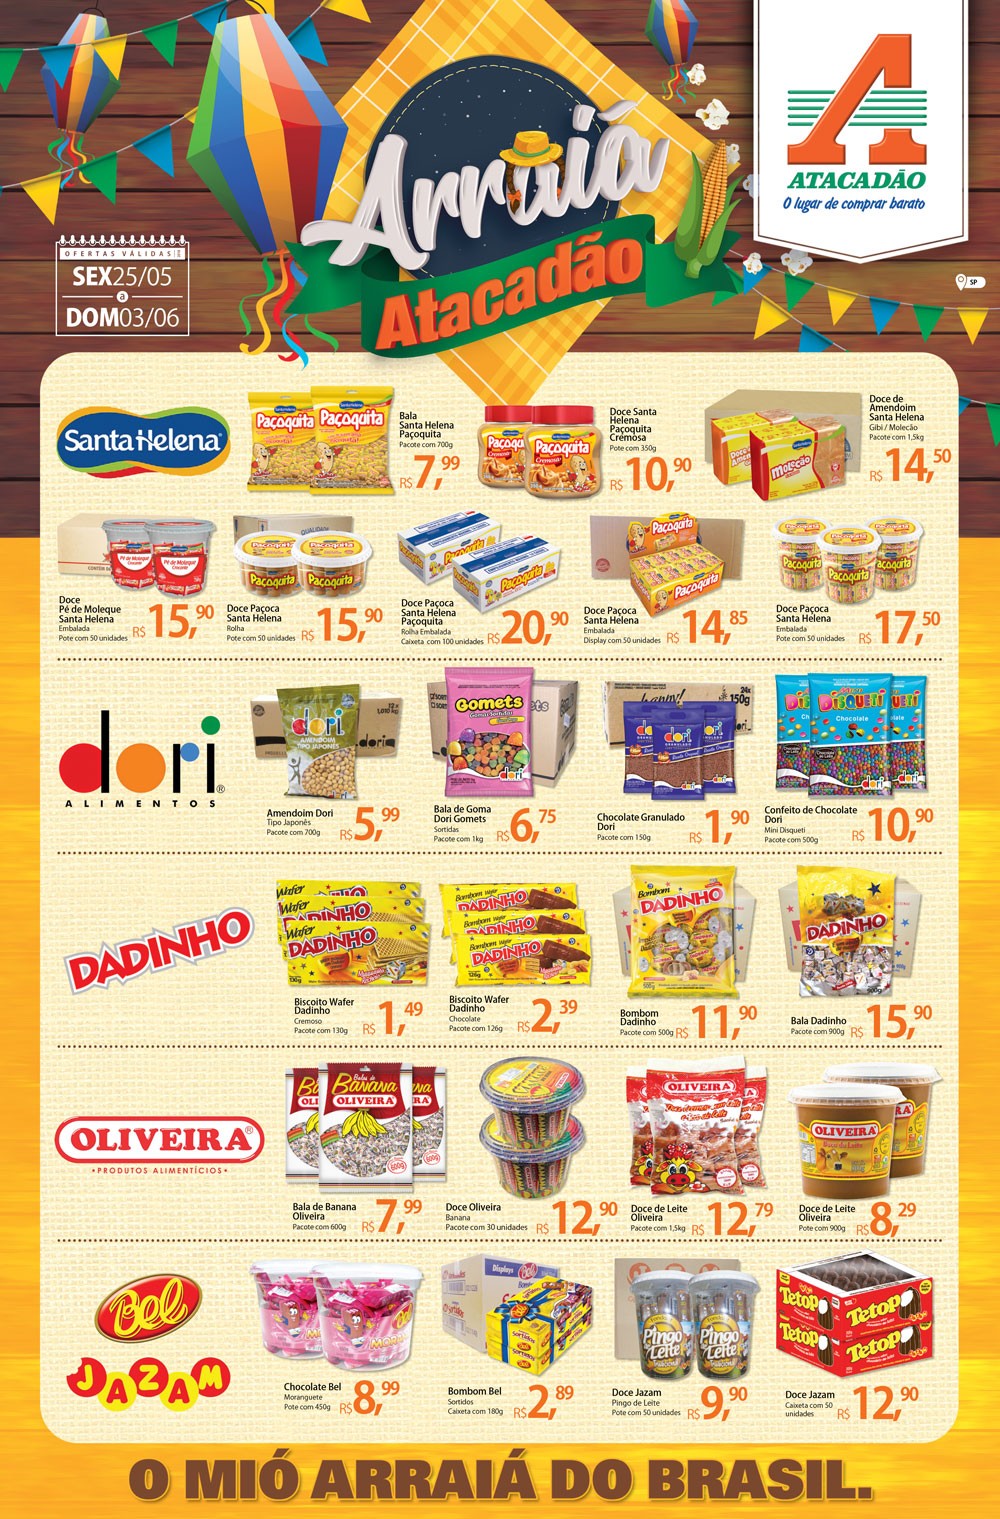 Arraiá
Atacadão
ATACADÃO
O lugar de comprar barato
OFERTAS VÁLIDAS
SEX25/05
a
DOM03/06
SP
Santa Helena
Bala
Santa Helena
Paçoquita
Pacote com 700g
R$ 7,99
Doce Santa
Helena
Paçoquita
Cremosa
Pote com 350g
R$ 10,90
Doce de
Amendoim
Santa Helena
Gibi / Molecão
Pacote com 1,5kg
R$ 14,50
Doce
Pé de Moleque
Santa Helena
Embalada
Pote com 50 unidades
R$ 15,90
Doce Paçoca
Santa Helena
Rolha
Pote com 50 unidades
R$ 15,90
Doce Paçoca
Santa Helena
Paçoquita
Rolha Embalada
Caixeta com 100 unidades
R$ 20,90
Doce Paçoca
Santa Helena
Embalada
Display com 50 unidades
R$ 14,85
Doce Paçoca
Santa Helena
Embalada
Pote com 50 unidades
R$ 17,50
dori
ALIMENTOS
Amendoim Dori
Tipo Japonês
Pacote com 700g
R$ 5,99
Bala de Goma
Dori Gomets
Sortidas
Pacote com 1kg
R$ 6,75
Chocolate Granulado
Dori
Pacote com 150g
R$ 1,90
Confeito de Chocolate
Dori
Mini Disqueti
Pacote com 500g
R$ 10,90
DADINHO
Biscoito Wafer
Dadinho
Cremoso
Pacote com 130g
R$ 1,49
Biscoito Wafer
Dadinho
Chocolate
Pacote com 126g
R$ 2,39
Bombom
Dadinho
Pacote com 500g
R$ 11,90
Bala Dadinho
Pacote com 900g
R$ 15,90
OLIVEIRA
• PRODUTOS ALIMENTÍCIOS •
Bala de Banana
Oliveira
Pacote com 600g
R$ 7,99
Doce Oliveira
Banana
Pacote com 30 unidades
R$ 12,90
Doce de Leite
Oliveira
Pacote com 1,5kg
R$ 12,79
Doce de Leite
Oliveira
Pote com 900g
R$ 8,29
Bel
JAZAM
Chocolate Bel
Moranguete
Pote com 450g
R$ 8,99
Bombom Bel
Sortidos
Caixeta com 180g
R$ 2,89
Doce Jazam
Pingo de Leite
Pote com 50 unidades
R$ 9,90
Doce Jazam
Caixeta com 50
unidades
R$ 12,90
O MIÓ ARRAIÁ DO BRASIL.